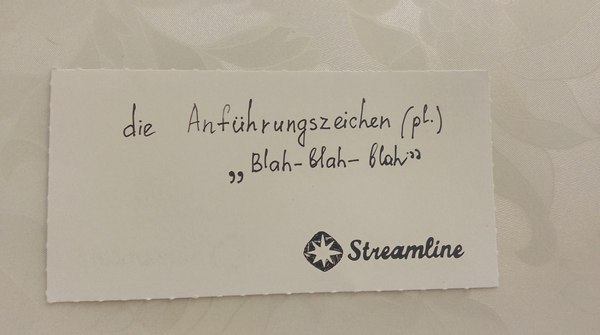 die Anführungszeichen (pl.)
„Blah-blah-blah”
Streamline